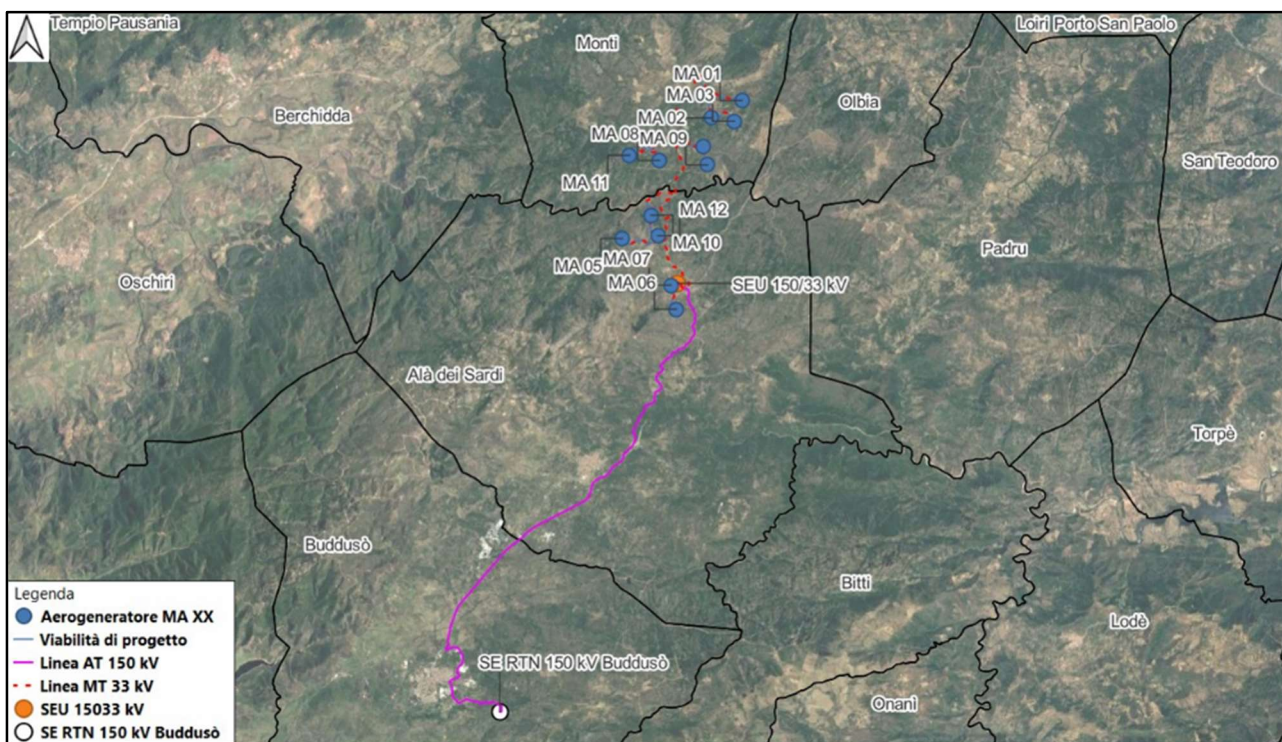 Tempio Pausania
Loiri Porto San Paolo
Monti
MA 01
MA 03
Olbia
Berchidda
MA 02
MA 08
MA 09
San Teodoro
MA 11
MA 12
MA 10
Padru
MA 07
MA 05
Oschiri
MA 06
SEU 150/33 kV
Alà dei Sardi
Torpè
Buddusò
Bitti
Lodè
SE RTN 150 kV Buddusò
Onanì
Legenda
Aerogeneratore MA XX
Viabilità di progetto
Linea AT 150 kV
Linea MT 33 kV
SEU 15033 kV
SE RTN 150 kV Buddusò